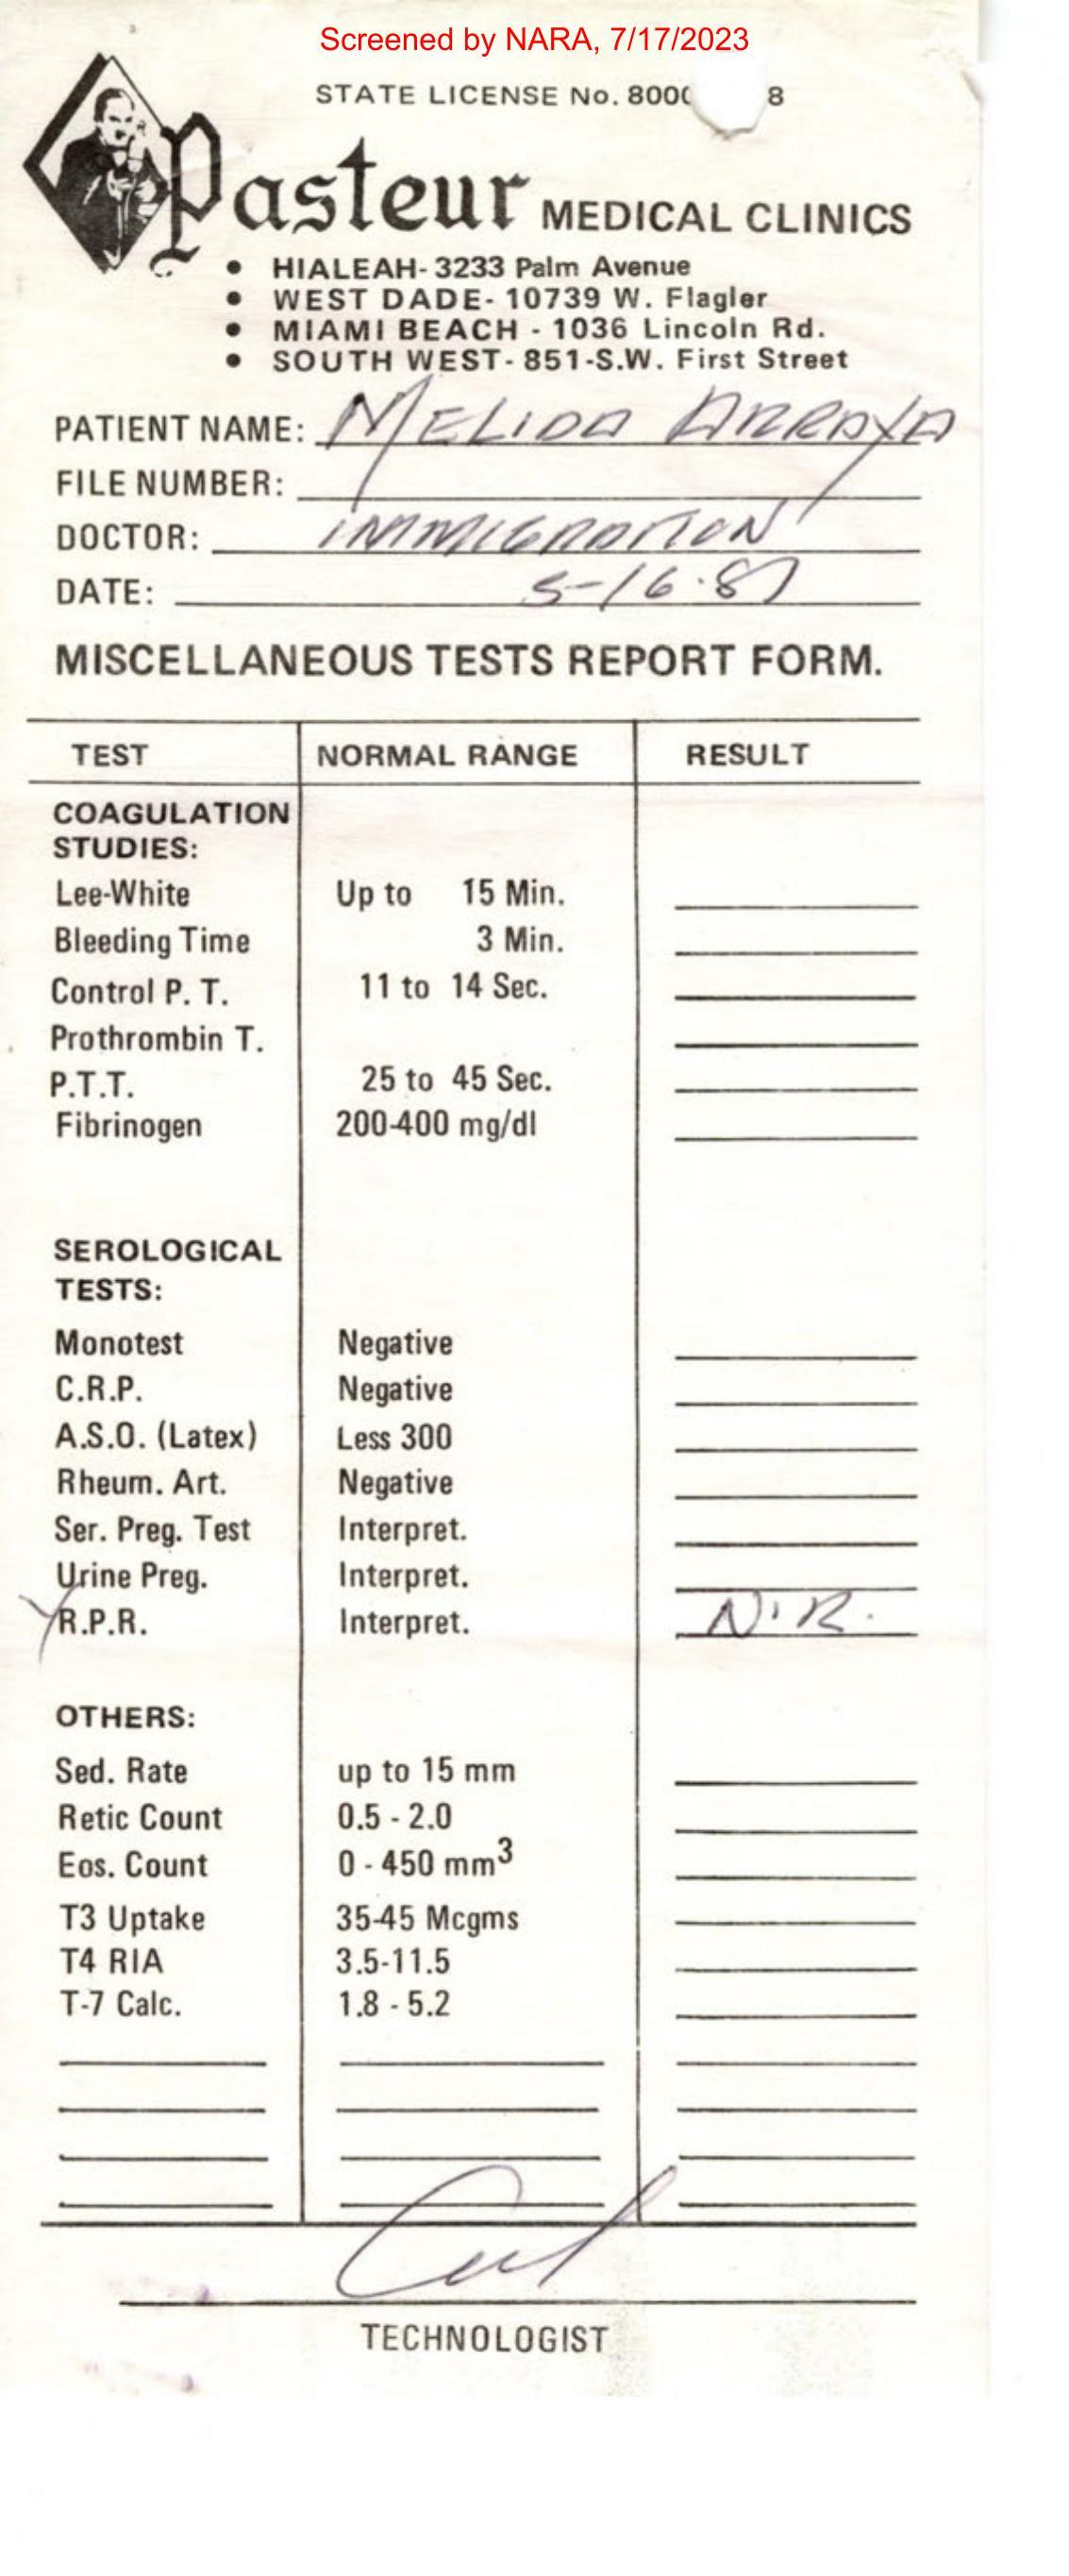 Screened by NARA, 7/17/2023
STATE LICENSE No. 800 8
Pasteur MEDICAL CLINICS
• HIALEAH- 3233 Palm Avenue
• WEST DADE- 10739 W. Flagler
• MIAMI BEACH - 1036 Lincoln Rd.
• SOUTH WEST- 851-S.W. First Street
PATIENT NAME: MELIDA ARRAYA
FILE NUMBER:
DOCTOR: IMMIGRATION
DATE: 5-16-87
MISCELLANEOUS TESTS REPORT FORM.
TEST NORMAL RANGE RESULT
COAGULATION
STUDIES:
Lee-White Up to 15 Min.
Bleeding Time 3 Min.
Control P. T. 11 to 14 Sec.
Prothrombin T.
P.T.T. 25 to 45 Sec.
Fibrinogen 200-400 mg/dl
SEROLOGICAL
TESTS:
Monotest Negative
C.R.P. Negative
A.S.O. (Latex) Less 300
Rheum. Art. Negative
Ser. Preg. Test Interpret.
Urine Preg. Interpret.
R.P.R. Interpret. N.R.
OTHERS:
Sed. Rate up to 15 mm
Retic Count 0.5 - 2.0
Eos. Count 0 - 450 mm³
T3 Uptake 35-45 Mcgms
T4 RIA 3.5-11.5
T-7 Calc. 1.8 - 5.2
TECHNOLOGIST